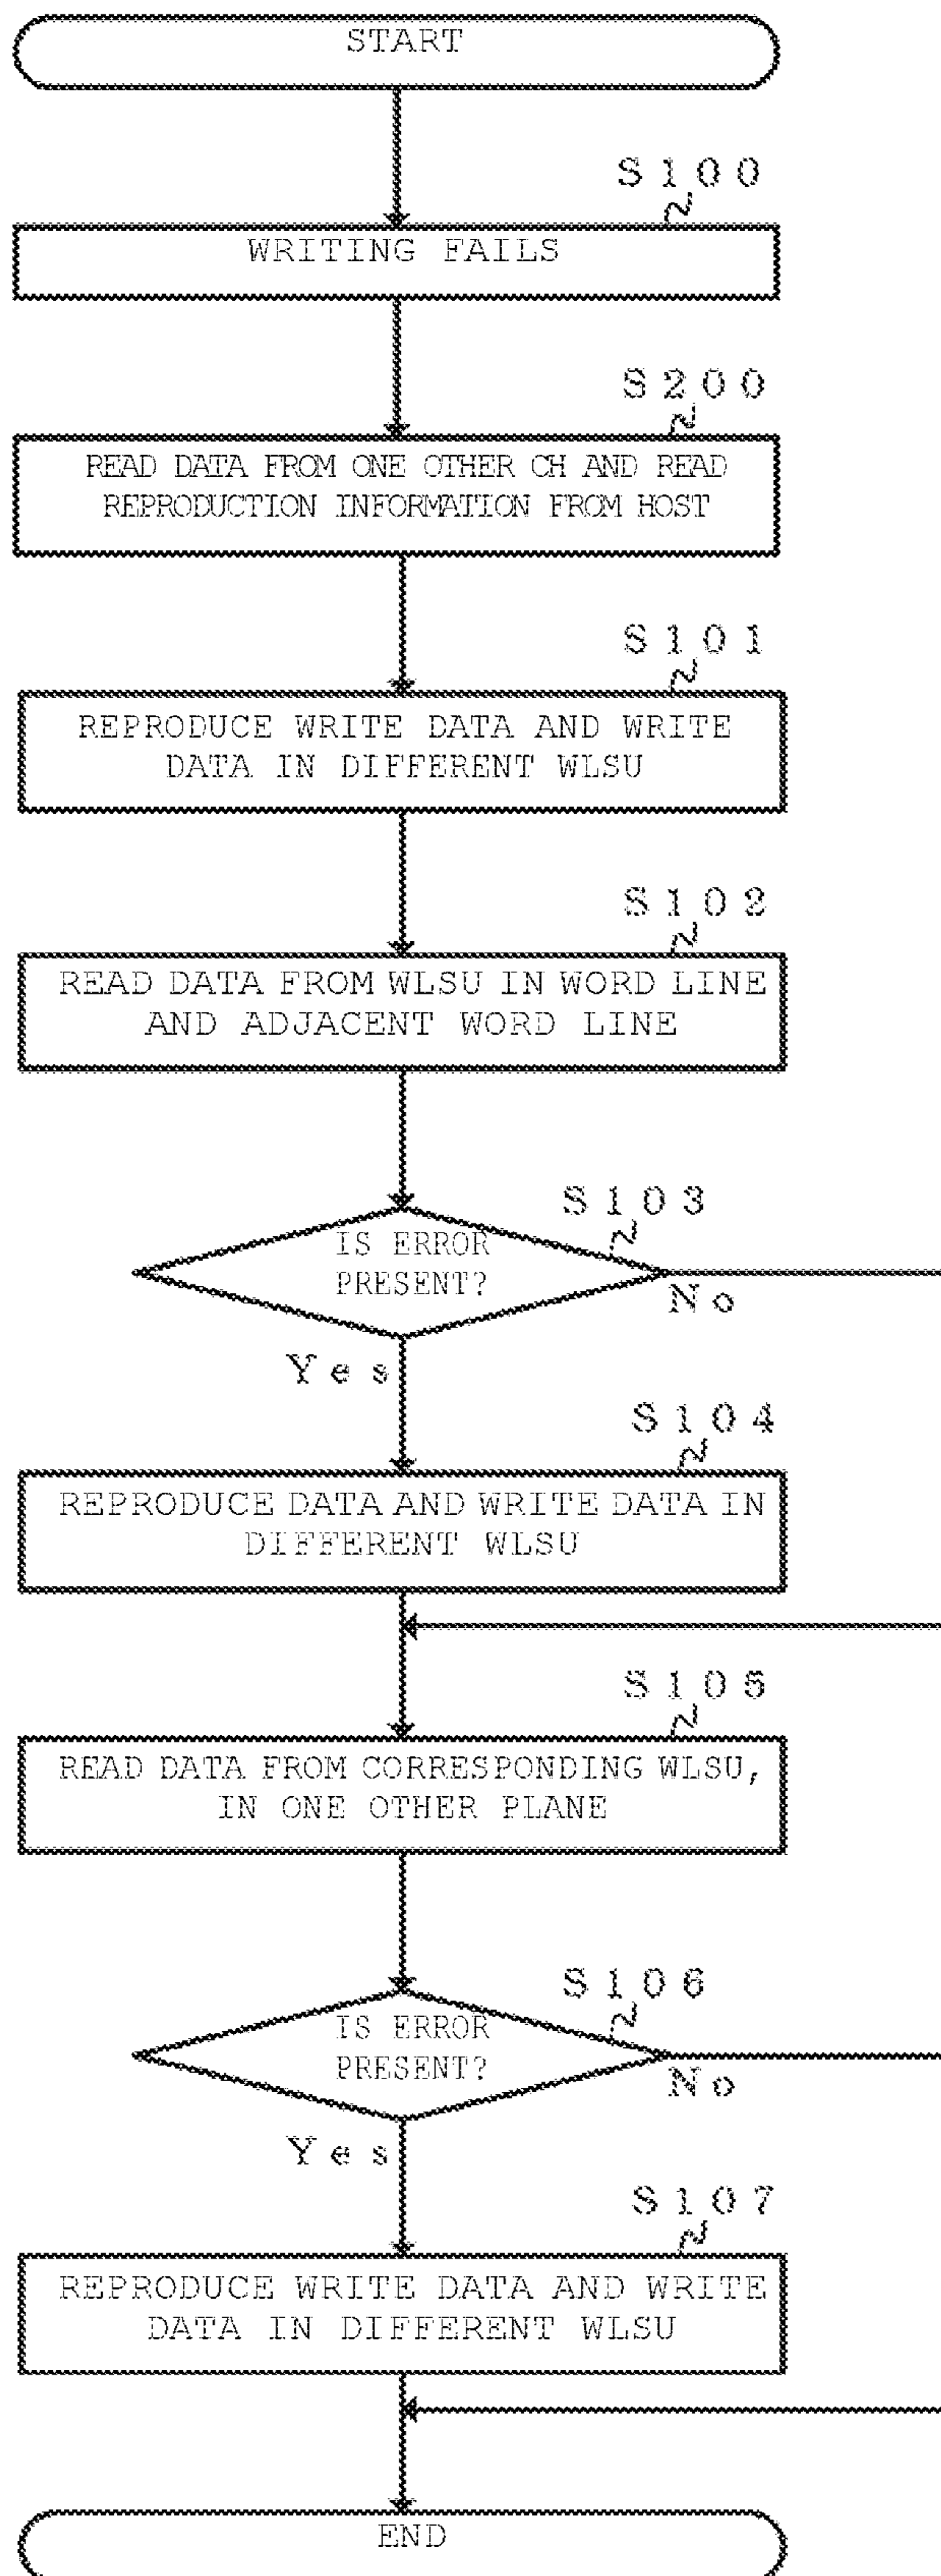 START
S100
WRITING FAILS
S200
READ DATA FROM ONE OTHER CH AND READ
REPRODUCTION INFORMATION FROM HOST
S101
REPRODUCE WRITE DATA AND WRITE
DATA IN DIFFERENT WLSU
S102
READ DATA FROM WLSU IN WORD LINE
AND ADJACENT WORD LINE
S103
IS ERROR
PRESENT?
No
Yes
S104
REPRODUCE DATA AND WRITE DATA IN
DIFFERENT WLSU
S105
READ DATA FROM CORRESPONDING WLSU,
IN ONE OTHER PLANE
S106
IS ERROR
PRESENT?
No
Yes
S107
REPRODUCE WRITE DATA AND WRITE
DATA IN DIFFERENT WLSU
END